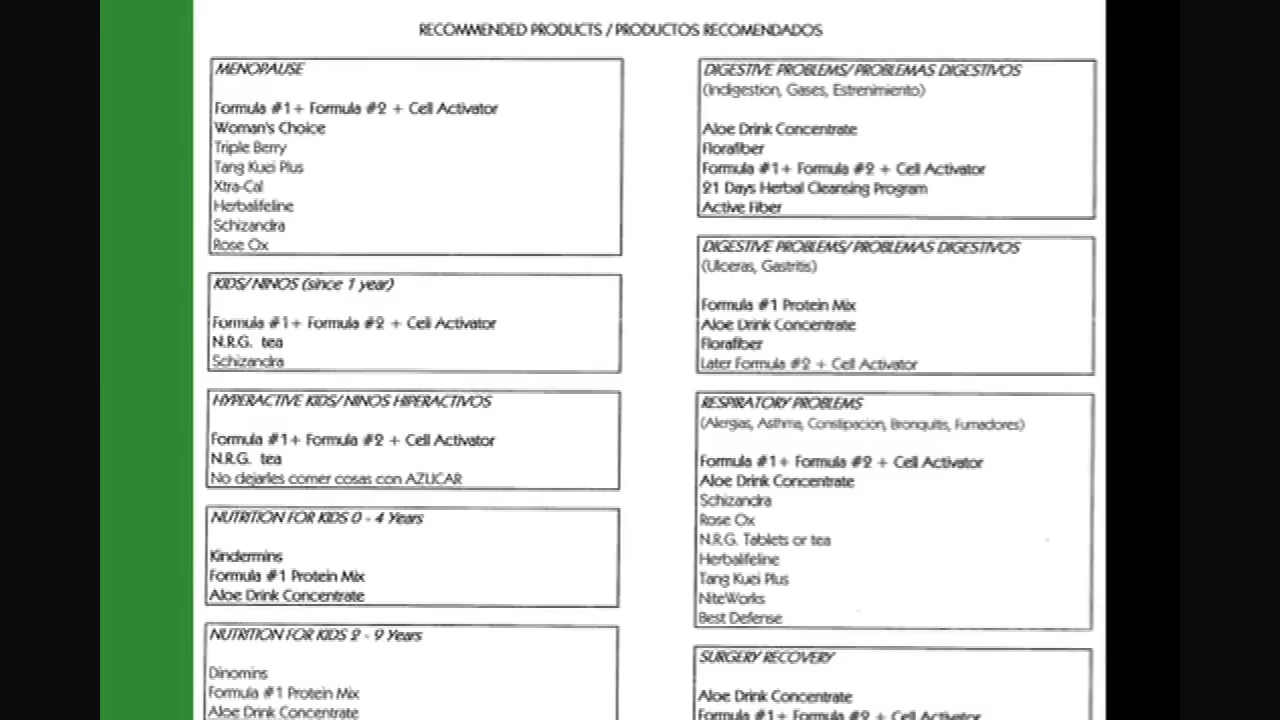 RECOMMENDED PRODUCTS / PRODUCTOS RECOMENDADOS
MENOPAUSE
Formula #1+ Formula #2 + Cell Activator
Woman's Choice
Triple Berry
Tang Kuei Plus
Xtra-Cal
Herbalifeline
Schizandra
Rose Ox
KIDS/ NINOS (since 1 year)
Formula #1+ Formula #2 + Cell Activator
N.R.G. tea
Schizandra
HYPERACTIVE KIDS/ NINOS HIPERACTIVOS
Formula #1+ Formula #2 + Cell Activator
N.R.G. tea
No dejarles comer cosas con AZUCAR
NUTRITION FOR KIDS 0 - 4 Years
Kindermins
Formula #1 Protein Mix
Aloe Drink Concentrate
NUTRITION FOR KIDS 2 - 9 Years
Dinomins
Formula #1 Protein Mix
Aloe Drink Concentrate
DIGESTIVE PROBLEMS/ PROBLEMAS DIGESTIVOS
(Indigestion, Gases, Estrenimiento)
Aloe Drink Concentrate
Florafiber
Formula #1+ Formula #2 + Cell Activator
21 Days Herbal Cleansing Program
Active Fiber
DIGESTIVE PROBLEMS/ PROBLEMAS DIGESTIVOS
(Ulceras, Gastritis)
Formula #1 Protein Mix
Aloe Drink Concentrate
Florafiber
Later Formula #2 + Cell Activator
RESPIRATORY PROBLEMS
(Alergias, Asthma, Constipacion, Bronquitis, Fumadores)
Formula #1+ Formula #2 + Cell Activator
Aloe Drink Concentrate
Schizandra
Rose Ox
N.R.G. Tablets or tea
Herbalifeline
Tang Kuei Plus
NiteWorks
Best Defense
SURGERY RECOVERY
Aloe Drink Concentrate
Formula #1+ Formula #2 + Cell Activator